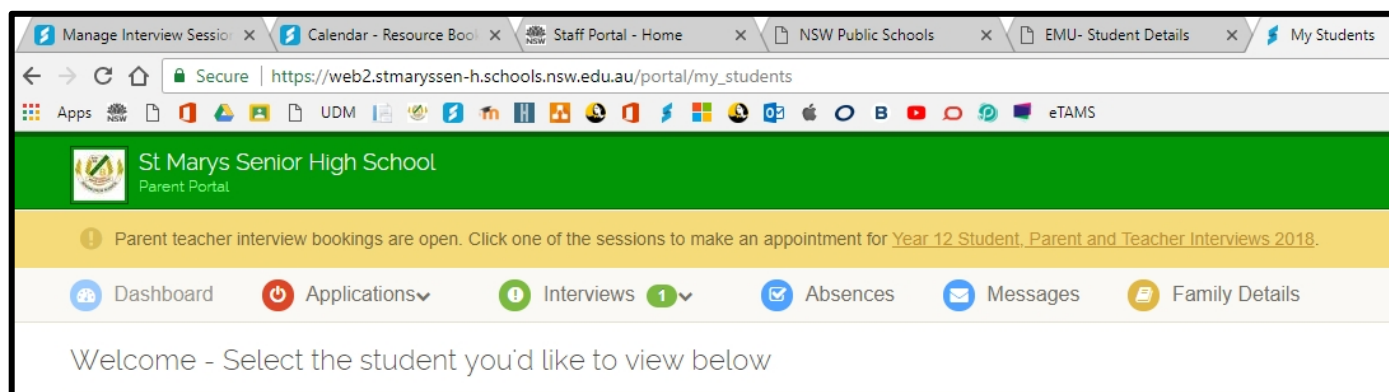 Manage Interview Session Calendar - Resource Book Staff Portal - Home NSW Public Schools EMU- Student Details My Students
Secure | https://web2.stmaryssen-h.schools.nsw.edu.au/portal/my_students
Apps NSW UDM eTAMS
St Marys Senior High School
Parent Portal
Parent teacher interview bookings are open. Click one of the sessions to make an appointment for Year 12 Student, Parent and Teacher Interviews 2018.
Dashboard Applications Interviews 1 Absences Messages Family Details
Welcome - Select the student you'd like to view below